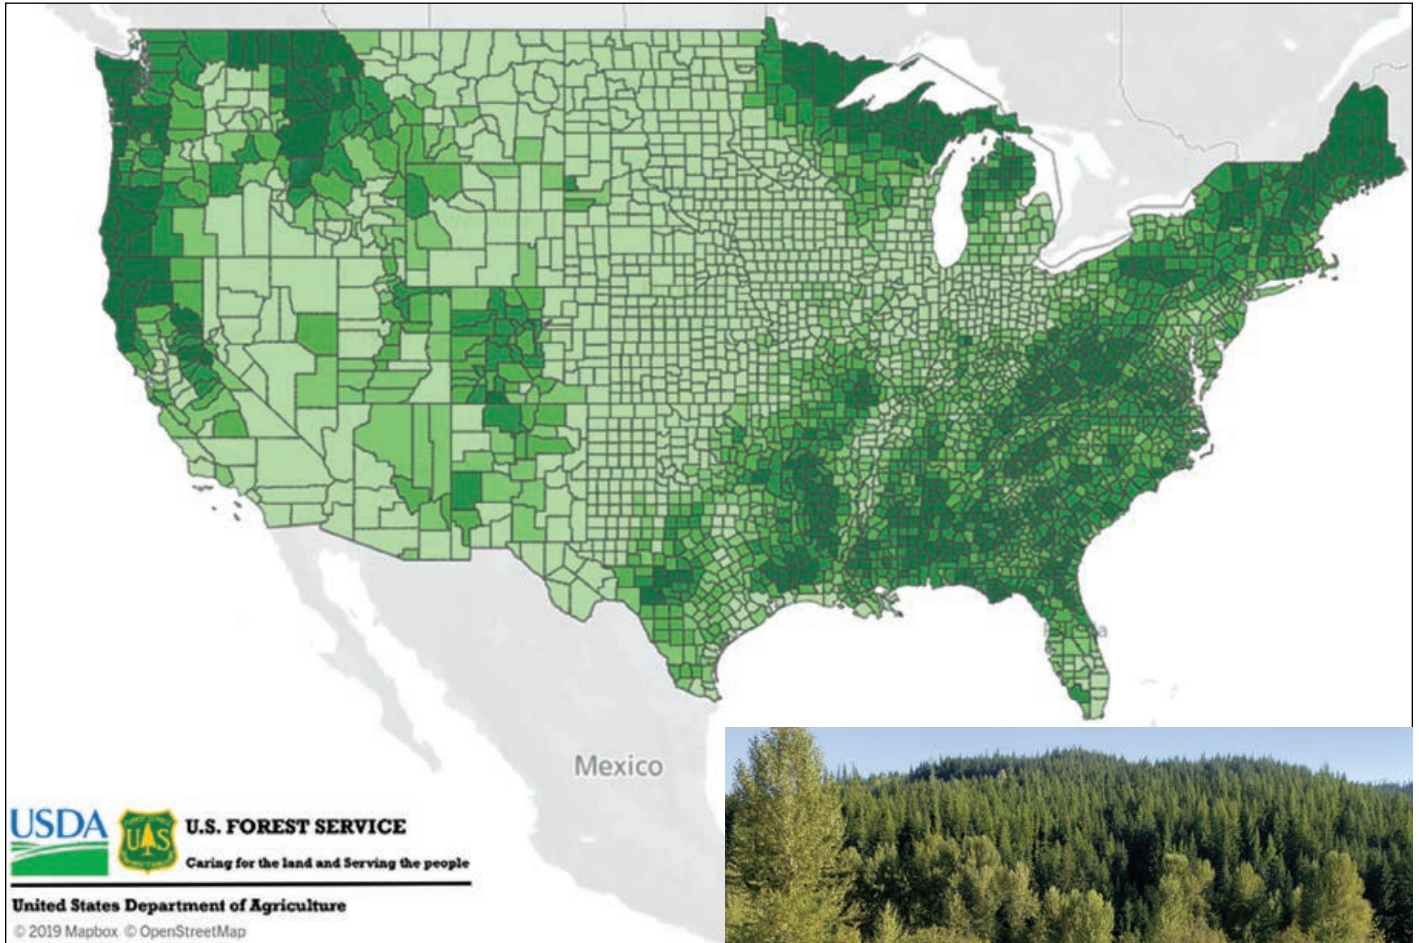 Mexico
USDA
UAS
U.S. FOREST SERVICE
Caring for the land and Serving the people
United States Department of Agriculture
© 2019 Mapbox © OpenStreetMap